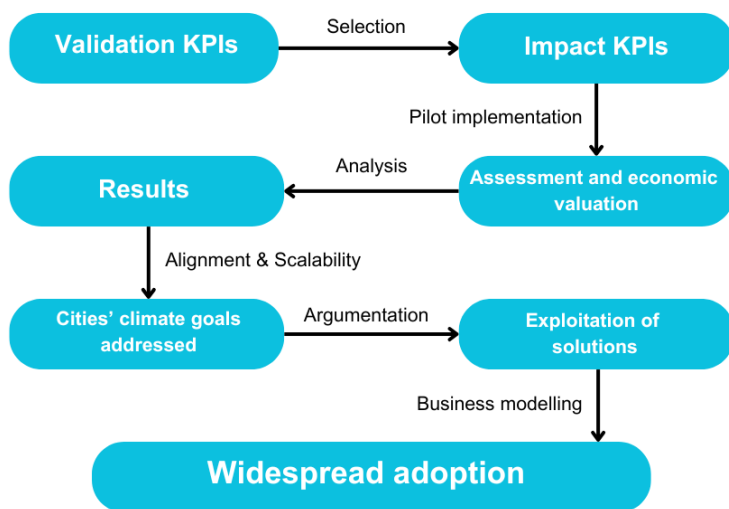 Validation KPIs
Selection
Impact KPIs
Pilot implementation
Assessment and economic
valuation
Analysis
Results
Alignment & Scalability
Cities’ climate goals
addressed
Argumentation
Exploitation of
solutions
Business modelling
Widespread adoption